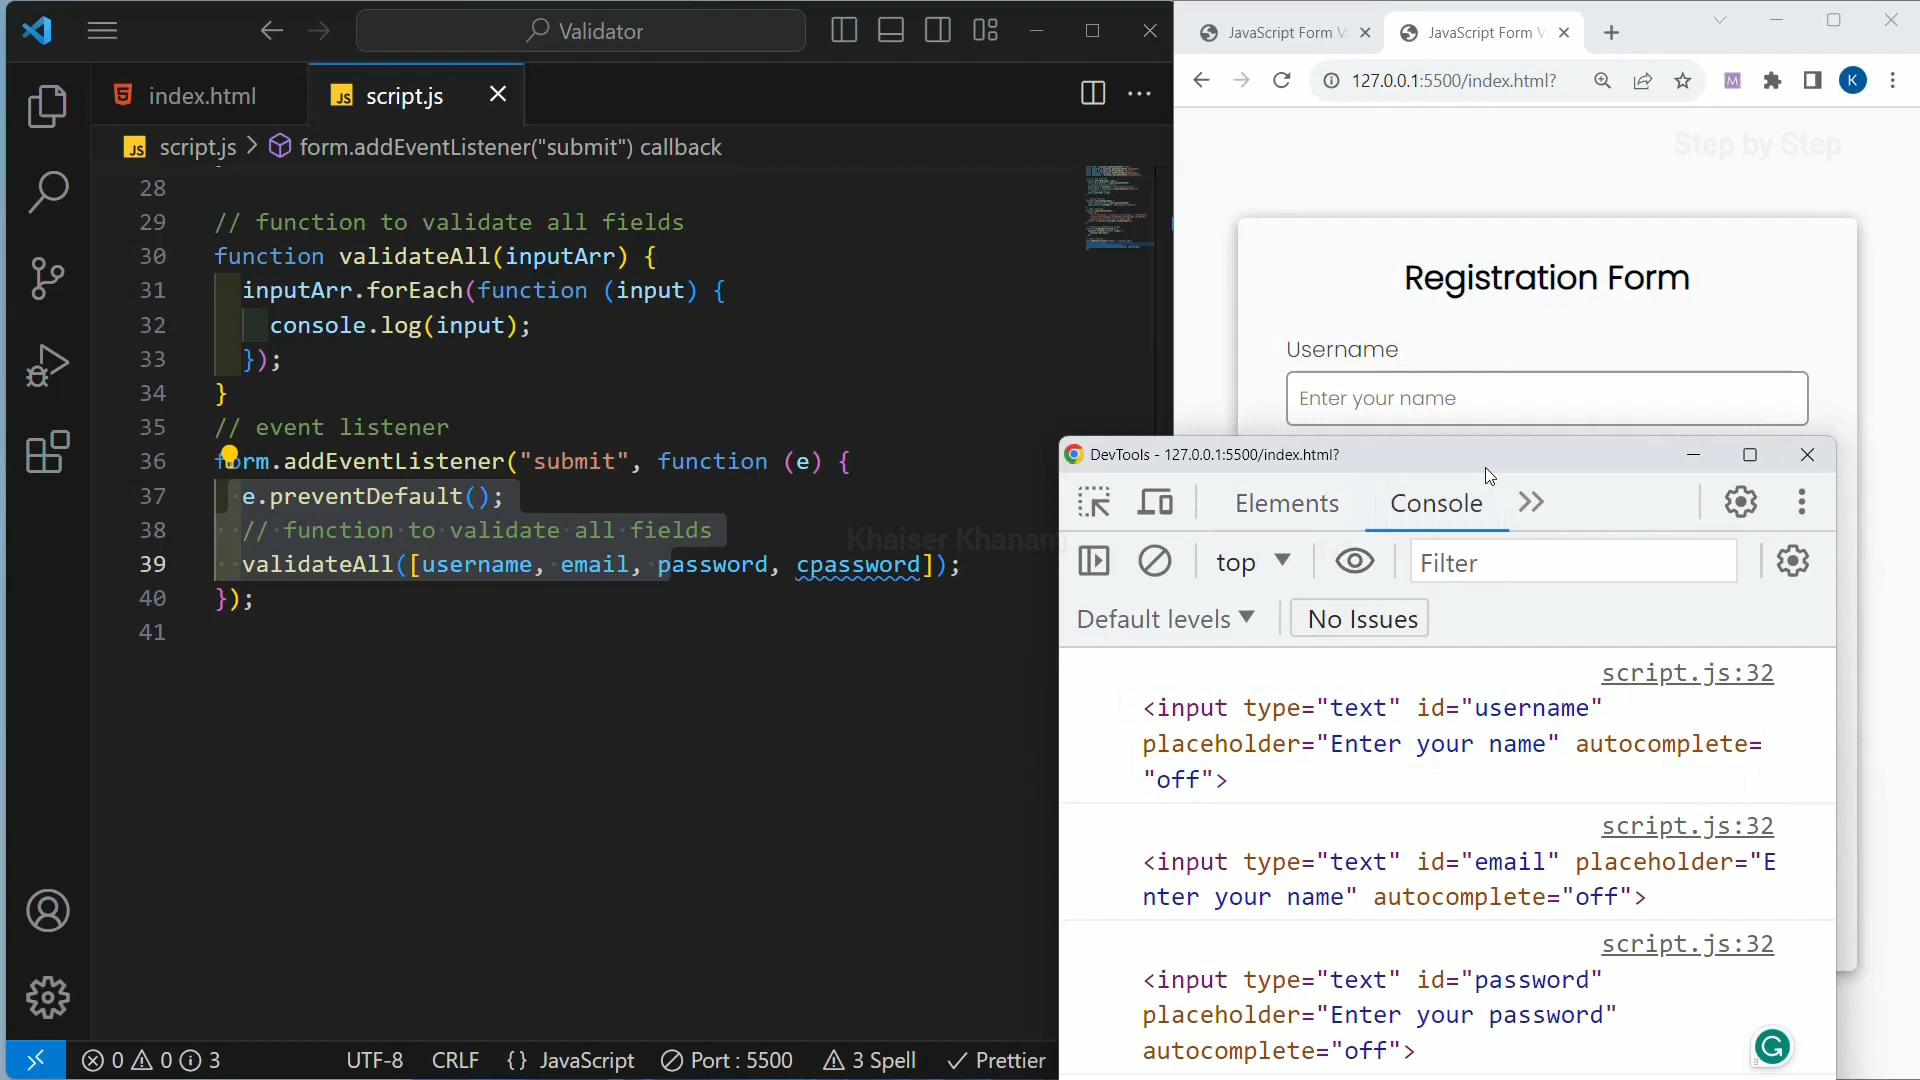 Validator
index.html
script.js
script.js > form.addEventListener("submit") callback
28
29 // function to validate all fields
30 function validateAll(inputArr) {
31 inputArr.forEach(function (input) {
32 console.log(input);
33 });
34 }
35 // event listener
36 form.addEventListener("submit", function (e) {
37 e.preventDefault();
38 // function to validate all fields
39 validateAll([username, email, password, cpassword]);
40 });
41
0 0 3
UTF-8
CRLF
{} JavaScript
Port : 5500
3 Spell
Prettier
Khaiser Khanam
JavaScript Form V
JavaScript Form V
127.0.0.1:5500/index.html?
K
Step by Step
Registration Form
Username
Enter your name
DevTools - 127.0.0.1:5500/index.html?
Elements
Console
top
Filter
Default levels
No Issues
script.js:32
<input type="text" id="username"
placeholder="Enter your name" autocomplete=
"off">
script.js:32
<input type="text" id="email" placeholder="E
nter your name" autocomplete="off">
script.js:32
<input type="text" id="password"
placeholder="Enter your password"
autocomplete="off">